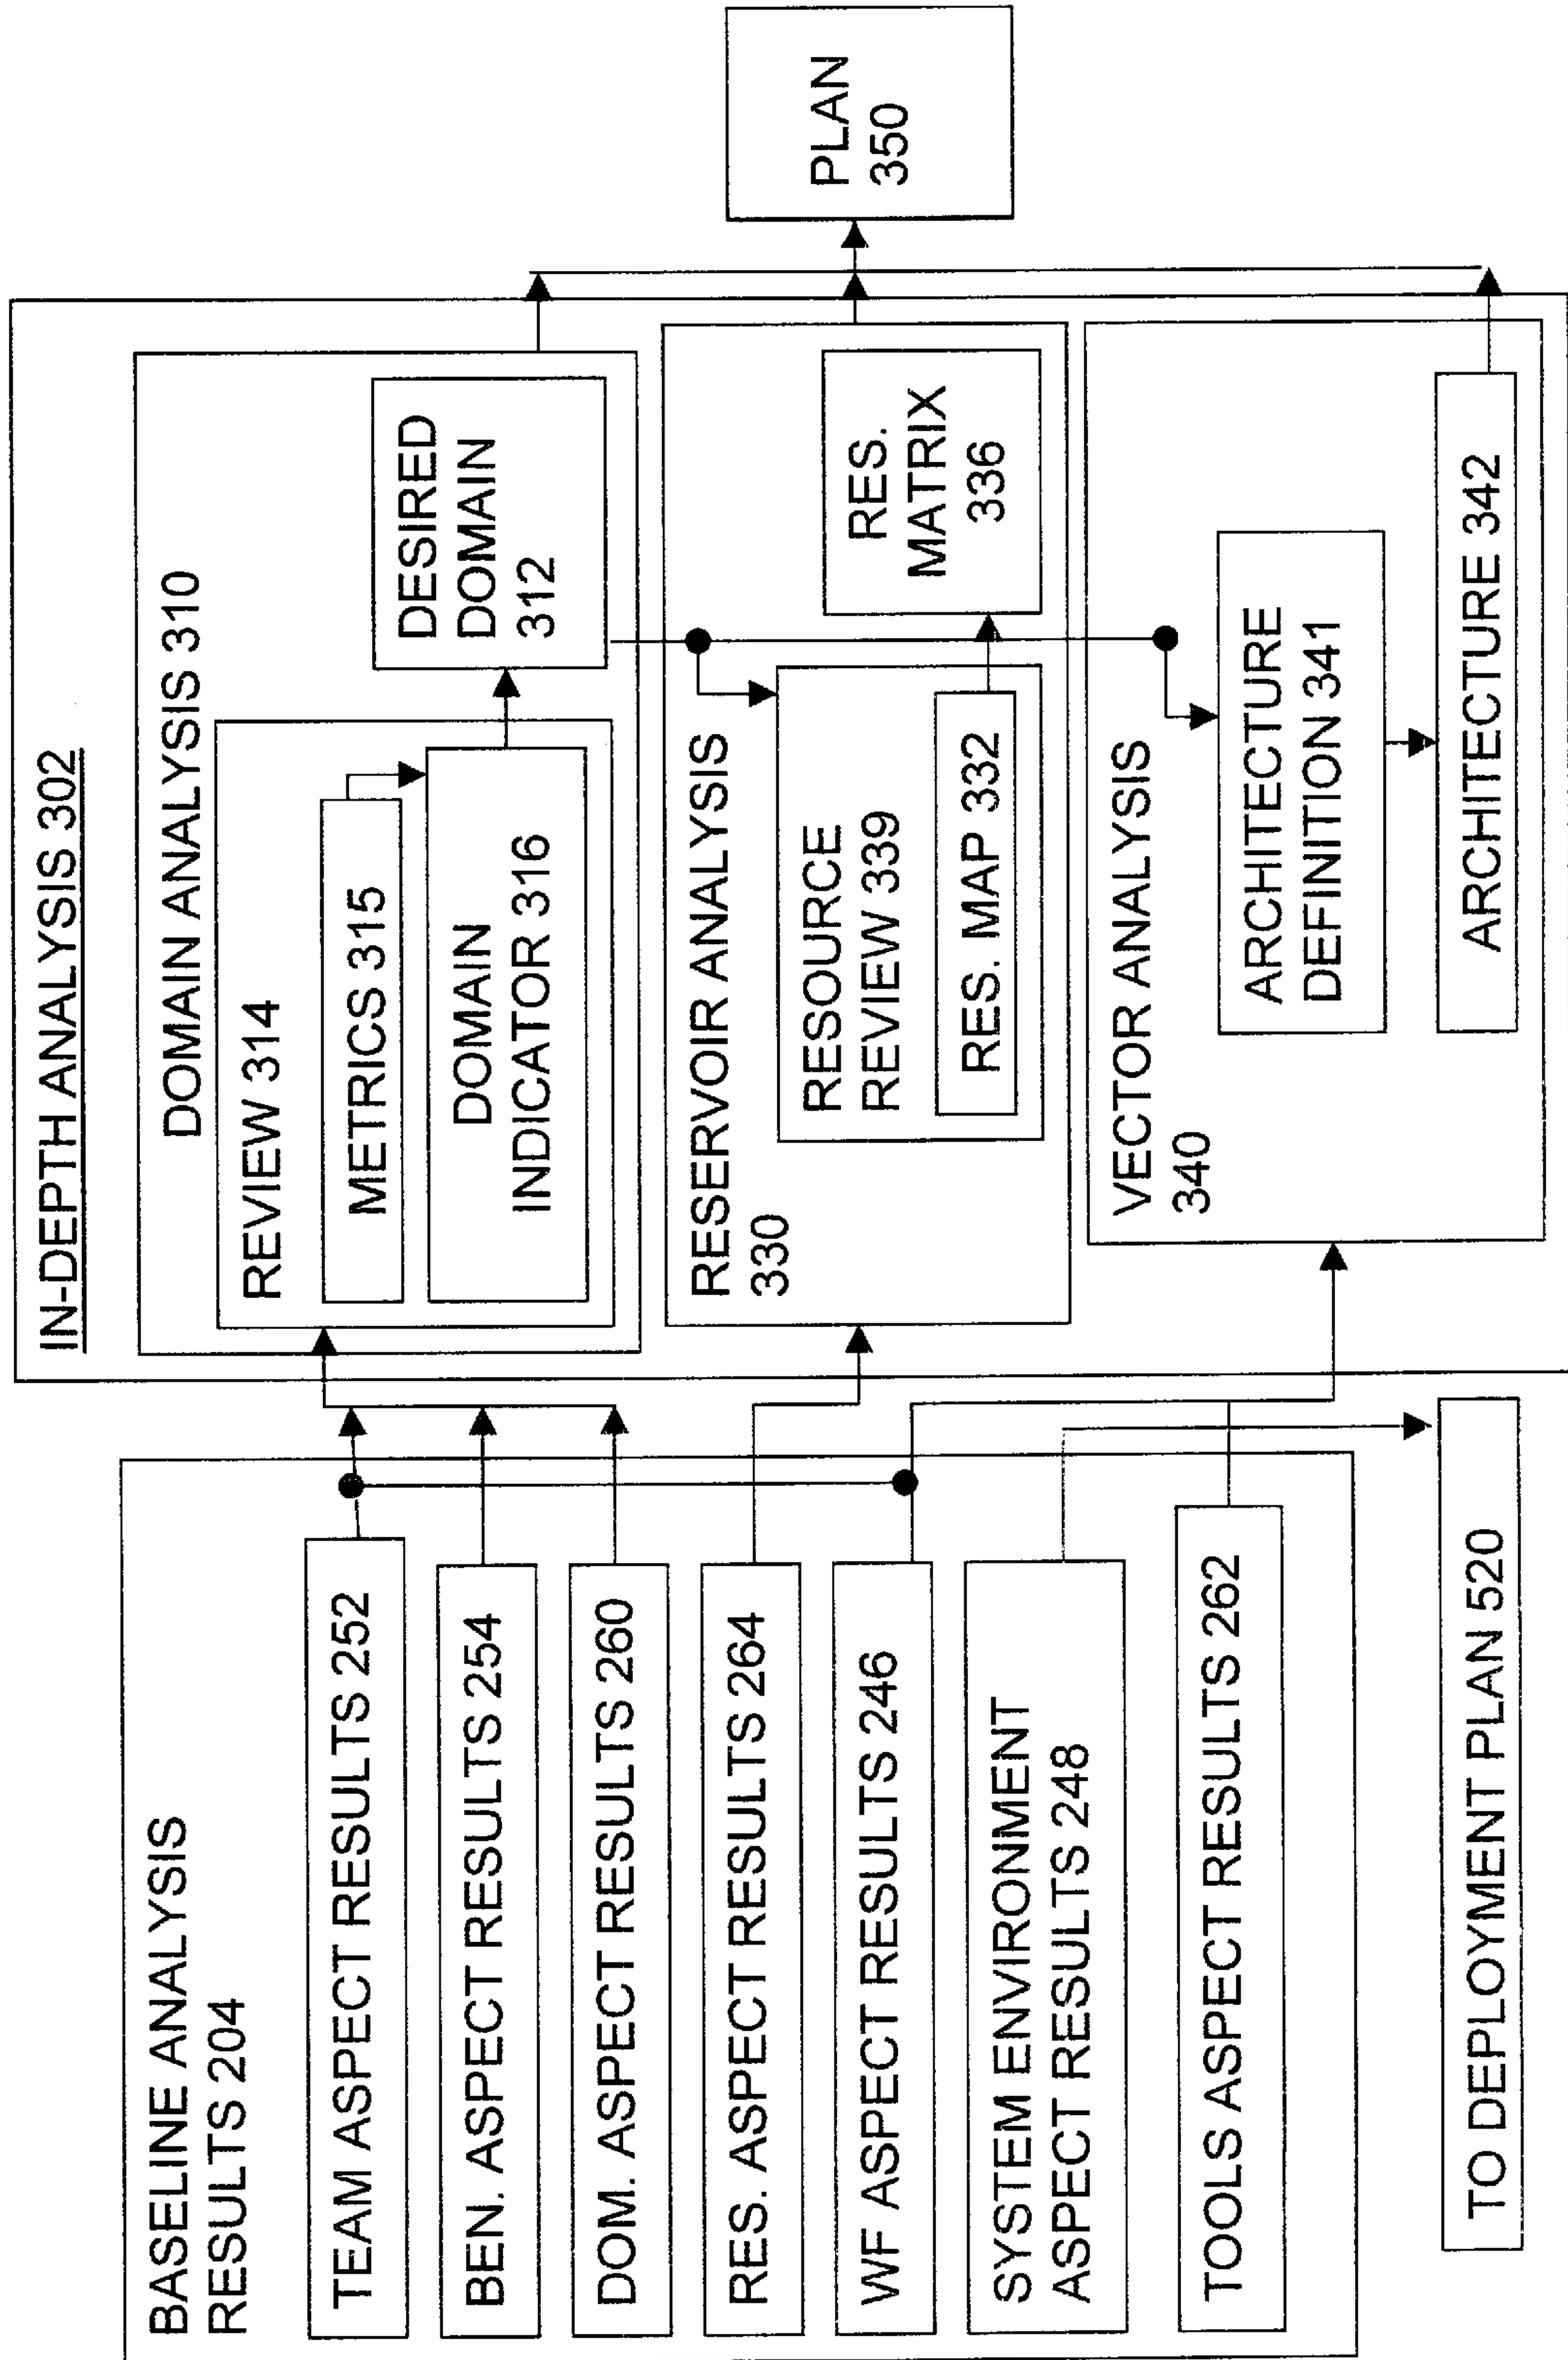 BASELINE ANALYSIS
RESULTS 204
TEAM ASPECT RESULTS 252
BEN. ASPECT RESULTS 254
DOM. ASPECT RESULTS 260
RES. ASPECT RESULTS 264
WF ASPECT RESULTS 246
SYSTEM ENVIRONMENT
ASPECT RESULTS 248
TOOLS ASPECT RESULTS 262
TO DEPLOYMENT PLAN 520
IN-DEPTH ANALYSIS 302
DOMAIN ANALYSIS 310
REVIEW 314
METRICS 315
DOMAIN
INDICATOR 316
DESIRED
DOMAIN
312
RESERVOIR ANALYSIS
330
RESOURCE
REVIEW 339
RES. MAP 332
RES.
MATRIX
336
VECTOR ANALYSIS
340
ARCHITECTURE
DEFINITION 341
ARCHITECTURE 342
PLAN
350